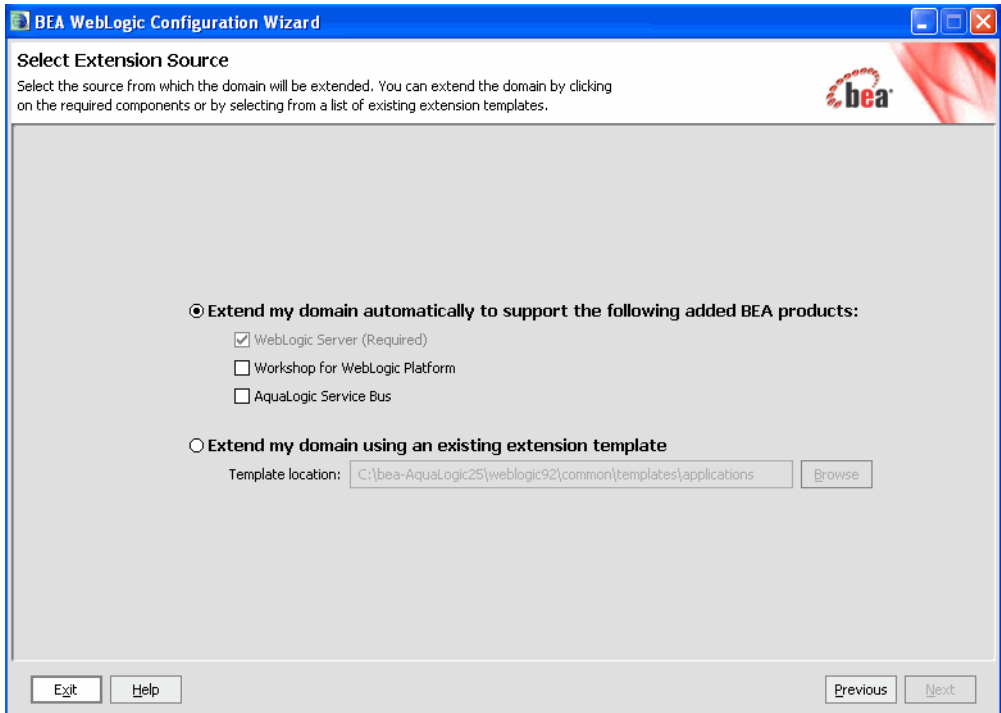 BEA WebLogic Configuration Wizard
Select Extension Source
Select the source from which the domain will be extended. You can extend the domain by clicking
on the required components or by selecting from a list of existing extension templates.
bea
Extend my domain automatically to support the following added BEA products:
WebLogic Server (Required)
Workshop for WebLogic Platform
AquaLogic Service Bus
Extend my domain using an existing extension template
Template location: C:\bea-AquaLogic25\weblogic92\common\templates\applications Browse
Exit Help Previous Next